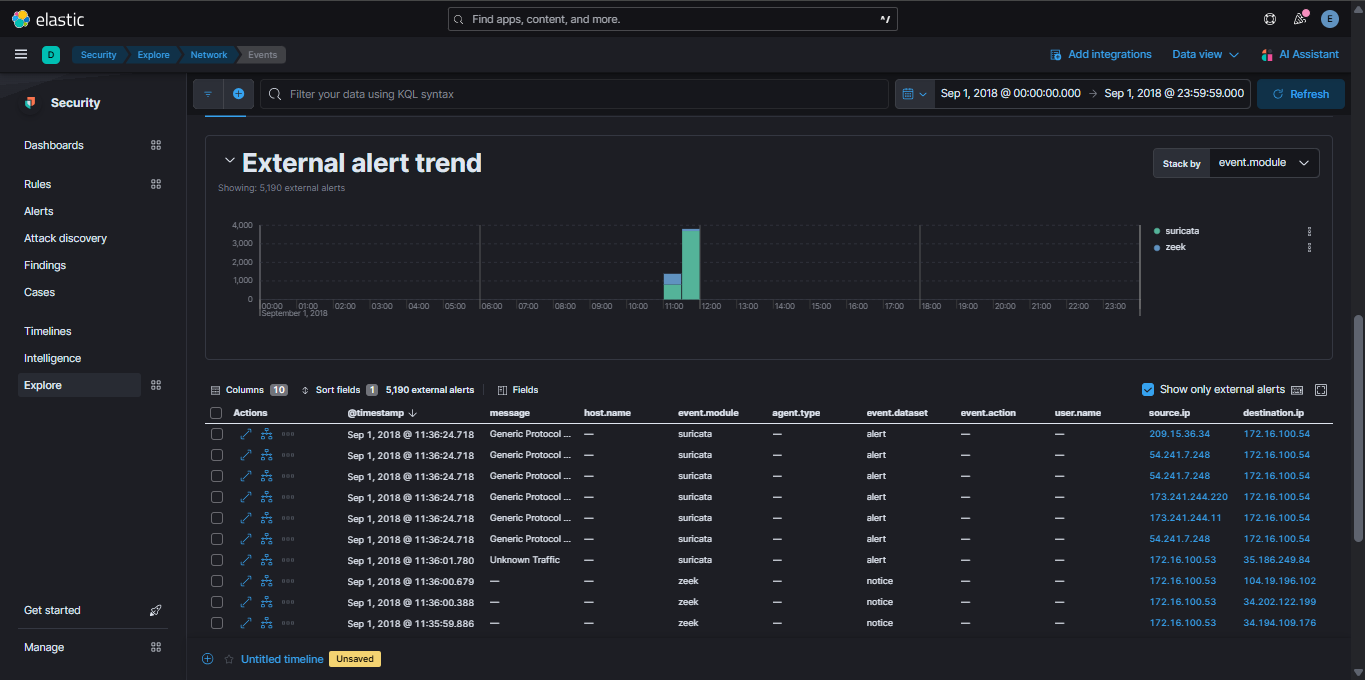 elastic
Find apps, content, and more.
^/
E
D
Security
Explore
Network
Events
Add integrations
Data view
AI Assistant
Security
Dashboards
Rules
Alerts
Attack discovery
Findings
Cases
Timelines
Intelligence
Explore
Get started
Manage
Filter your data using KQL syntax
Sep 1, 2018 @ 00:00:00.000 → Sep 1, 2018 @ 23:59:59.000
Refresh
External alert trend
Showing: 5,190 external alerts
Stack by event.module
4,000
3,000
2,000
1,000
0
00:00 01:00 02:00 03:00 04:00 05:00 06:00 07:00 08:00 09:00 10:00 11:00 12:00 13:00 14:00 15:00 16:00 17:00 18:00 19:00 20:00 21:00 22:00 23:00
September 1, 2018
suricata
zeek
Columns 10 Sort fields 1 5,190 external alerts Fields Show only external alerts
Actions @timestamp message host.name event.module agent.type event.dataset event.action user.name source.ip destination.ip
Sep 1, 2018 @ 11:36:24.718 Generic Protocol ... — suricata — alert — — 209.15.36.34 172.16.100.54
Sep 1, 2018 @ 11:36:24.718 Generic Protocol ... — suricata — alert — — 54.241.7.248 172.16.100.54
Sep 1, 2018 @ 11:36:24.718 Generic Protocol ... — suricata — alert — — 54.241.7.248 172.16.100.54
Sep 1, 2018 @ 11:36:24.718 Generic Protocol ... — suricata — alert — — 173.241.244.220 172.16.100.54
Sep 1, 2018 @ 11:36:24.718 Generic Protocol ... — suricata — alert — — 173.241.244.11 172.16.100.54
Sep 1, 2018 @ 11:36:24.718 Generic Protocol ... — suricata — alert — — 54.241.7.248 172.16.100.54
Sep 1, 2018 @ 11:36:01.780 Unknown Traffic — suricata — alert — — 172.16.100.53 35.186.249.84
Sep 1, 2018 @ 11:36:00.679 — — zeek — notice — — 172.16.100.53 104.19.196.102
Sep 1, 2018 @ 11:36:00.388 — — zeek — notice — — 172.16.100.53 34.202.122.199
Sep 1, 2018 @ 11:35:59.886 — — zeek — notice — — 172.16.100.53 34.194.109.176
Untitled timeline Unsaved